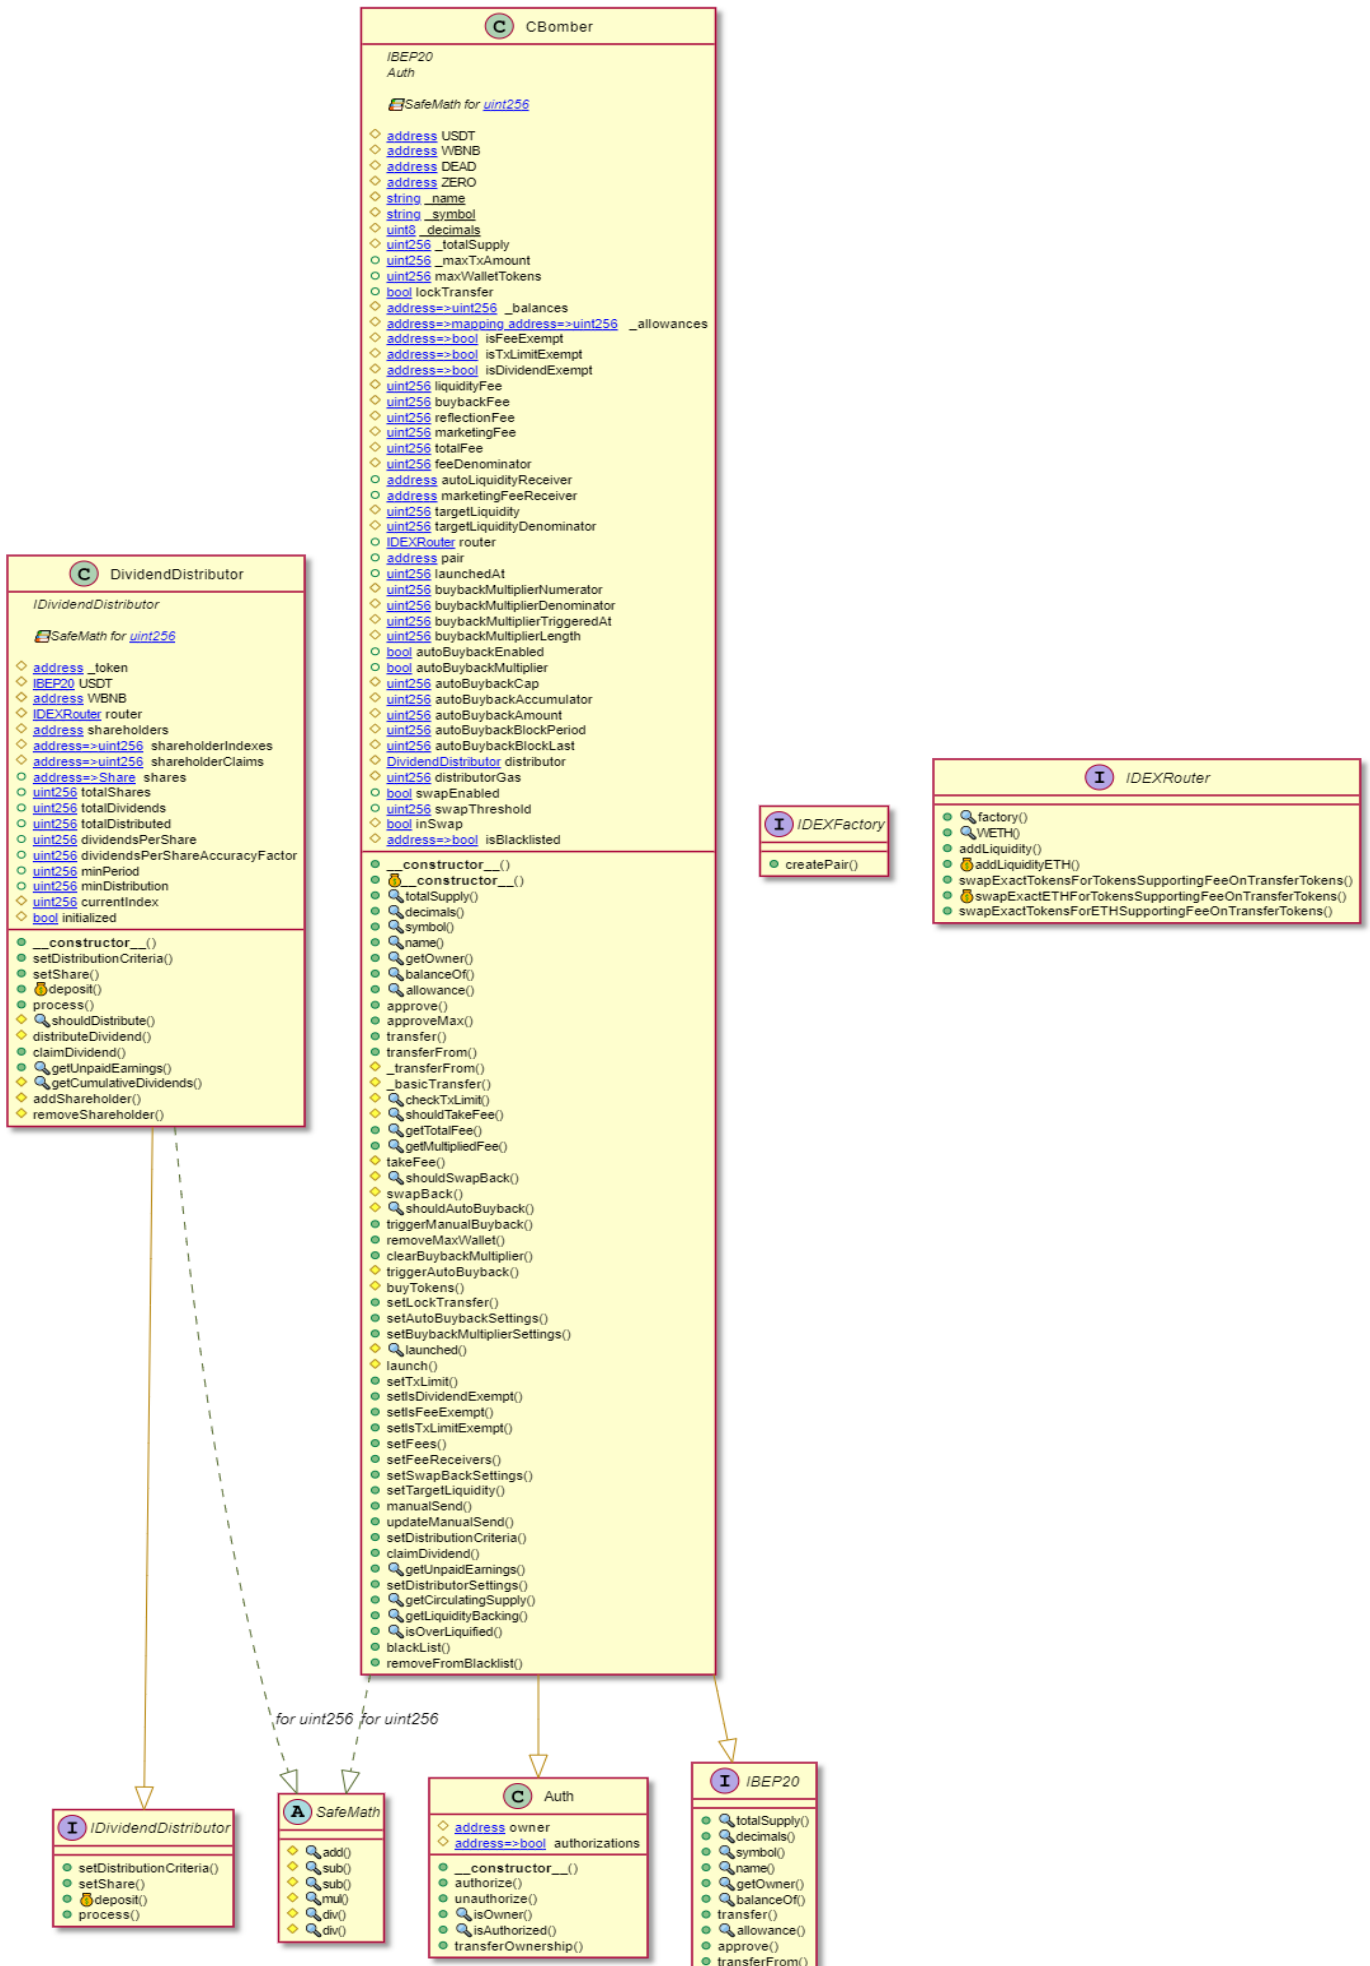 C CBomber
IBEP20
Auth
SafeMath for uint256
address USDT
address WBNB
address DEAD
address ZERO
string _name
string _symbol
uint8 _decimals
uint256 _totalSupply
uint256 _maxTxAmount
uint256 maxWalletTokens
bool lockTransfer
address=>uint256 _balances
address=>mapping address=>uint256 _allowances
address=>bool isFeeExempt
address=>bool isTxLimitExempt
address=>bool isDividendExempt
uint256 liquidityFee
uint256 buybackFee
uint256 reflectionFee
uint256 marketingFee
uint256 totalFee
uint256 feeDenominator
address autoLiquidityReceiver
address marketingFeeReceiver
uint256 targetLiquidity
uint256 targetLiquidityDenominator
IDEXRouter router
address pair
uint256 launchedAt
uint256 buybackMultiplierNumerator
uint256 buybackMultiplierDenominator
uint256 buybackMultiplierTriggeredAt
uint256 buybackMultiplierLength
bool autoBuybackEnabled
bool autoBuybackMultiplier
uint256 autoBuybackCap
uint256 autoBuybackAccumulator
uint256 autoBuybackAmount
uint256 autoBuybackBlockPeriod
uint256 autoBuybackBlockLast
DividendDistributor distributor
uint256 distributorGas
bool swapEnabled
uint256 swapThreshold
bool inSwap
address=>bool isBlacklisted
__constructor__()
__constructor__()
totalSupply()
decimals()
symbol()
name()
getOwner()
balanceOf()
allowance()
approve()
approveMax()
transfer()
transferFrom()
_transferFrom()
_basicTransfer()
checkTxLimit()
shouldTakeFee()
getTotalFee()
getMultipliedFee()
takeFee()
shouldSwapBack()
swapBack()
shouldAutoBuyback()
triggerManualBuyback()
removeMaxWallet()
clearBuybackMultiplier()
triggerAutoBuyback()
buyTokens()
setLockTransfer()
setAutoBuybackSettings()
setBuybackMultiplierSettings()
launched()
launch()
setTxLimit()
setIsDividendExempt()
setIsFeeExempt()
setIsTxLimitExempt()
setFees()
setFeeReceivers()
setSwapBackSettings()
setTargetLiquidity()
manualSend()
updateManualSend()
setDistributionCriteria()
claimDividend()
getUnpaidEarnings()
setDistributorSettings()
getCirculatingSupply()
getLiquidityBacking()
isOverLiquified()
blackList()
removeFromBlacklist()
C DividendDistributor
IDividendDistributor
SafeMath for uint256
address _token
IBEP20 USDT
address WBNB
IDEXRouter router
address shareholders
address=>uint256 shareholderIndexes
address=>uint256 shareholderClaims
address=>Share shares
uint256 totalShares
uint256 totalDividends
uint256 totalDistributed
uint256 dividendsPerShare
uint256 dividendsPerShareAccuracyFactor
uint256 minPeriod
uint256 minDistribution
uint256 currentIndex
bool initialized
__constructor__()
setDistributionCriteria()
setShare()
deposit()
process()
shouldDistribute()
distributeDividend()
claimDividend()
getUnpaidEarnings()
getCumulativeDividends()
addShareholder()
removeShareholder()
I IDEXFactory
createPair()
I IDEXRouter
factory()
WETH()
addLiquidity()
addLiquidityETH()
swapExactTokensForTokensSupportingFeeOnTransferTokens()
swapExactETHForTokensSupportingFeeOnTransferTokens()
swapExactTokensForETHSupportingFeeOnTransferTokens()
for uint256 for uint256
I IDividendDistributor
setDistributionCriteria()
setShare()
deposit()
process()
A SafeMath
add()
sub()
sub()
mul()
div()
div()
C Auth
address owner
address=>bool authorizations
__constructor__()
authorize()
unauthorize()
isOwner()
isAuthorized()
transferOwnership()
I IBEP20
totalSupply()
decimals()
symbol()
name()
getOwner()
balanceOf()
transfer()
allowance()
approve()
transferFrom()